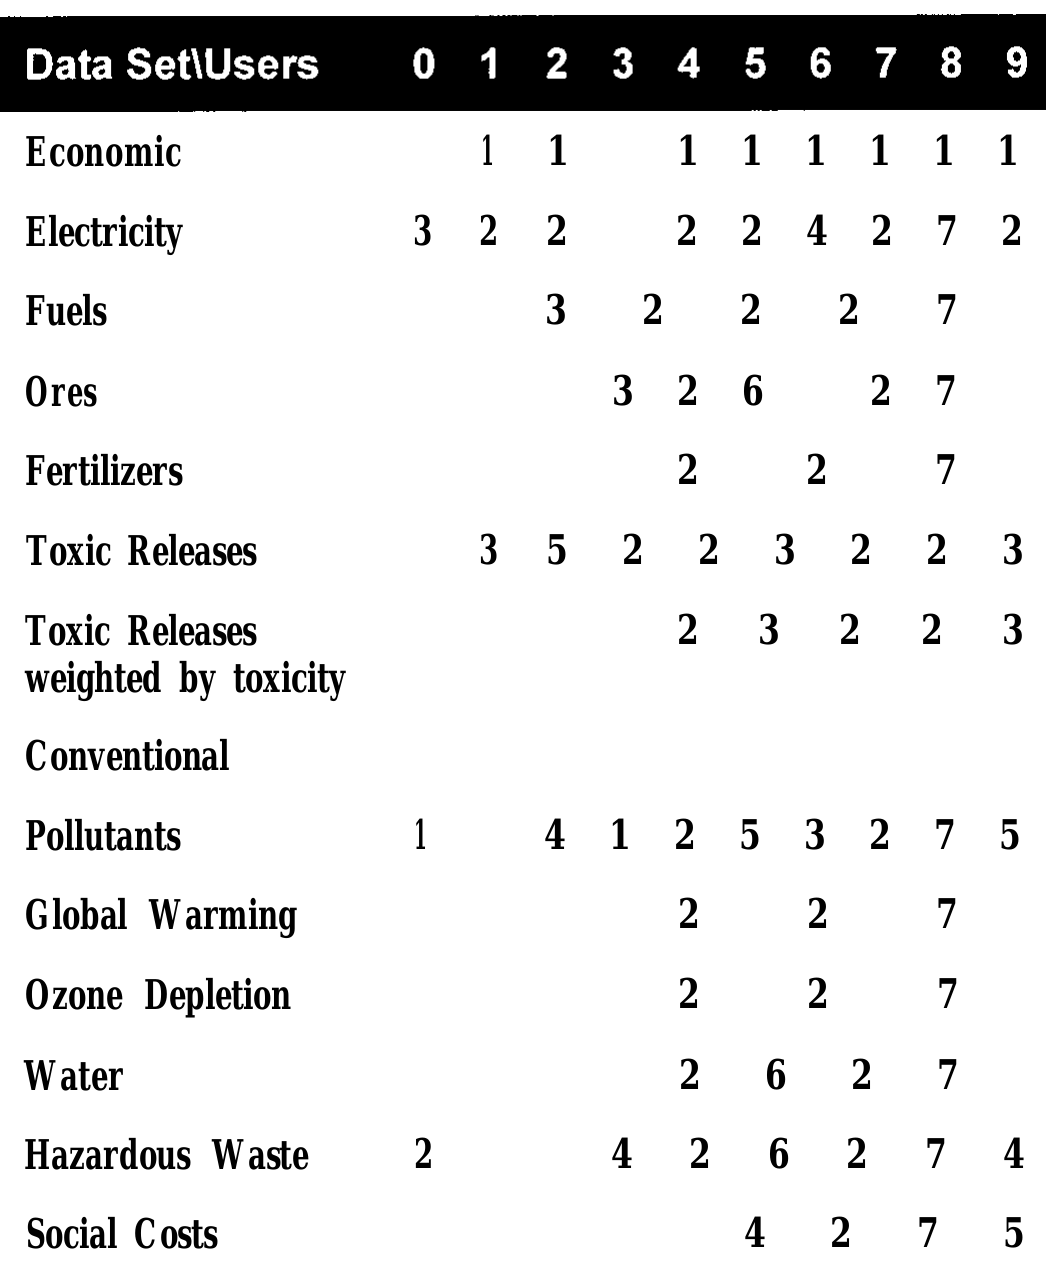 Data Set\Users 0 1 2 3 4 5 6 7 8 9
Economic 1 1 1 1 1 1 1 1
Electricity 3 2 2 2 2 4 2 7 2
Fuels 3 2 2 2 7
Ores 3 2 6 2 7
Fertilizers 2 2 7
Toxic Releases 3 5 2 2 3 2 2 3
Toxic Releases 2 3 2 2 3
weighted by toxicity
Conventional
Pollutants 1 4 1 2 5 3 2 7 5
Global Warming 2 2 7
Ozone Depletion 2 2 7
Water 2 6 2 7
Hazardous Waste 2 4 2 6 2 7 4
Social Costs 4 2 7 5